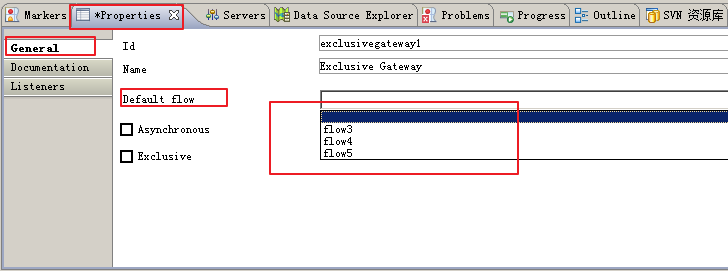 Markers *Properties Servers Data Source Explorer Problems Progress Outline SVN 资源库
General
Documentation
Listeners
Id exclusivegateway1
Name Exclusive Gateway
Default flow
flow3
flow4
flow5
Asynchronous
Exclusive